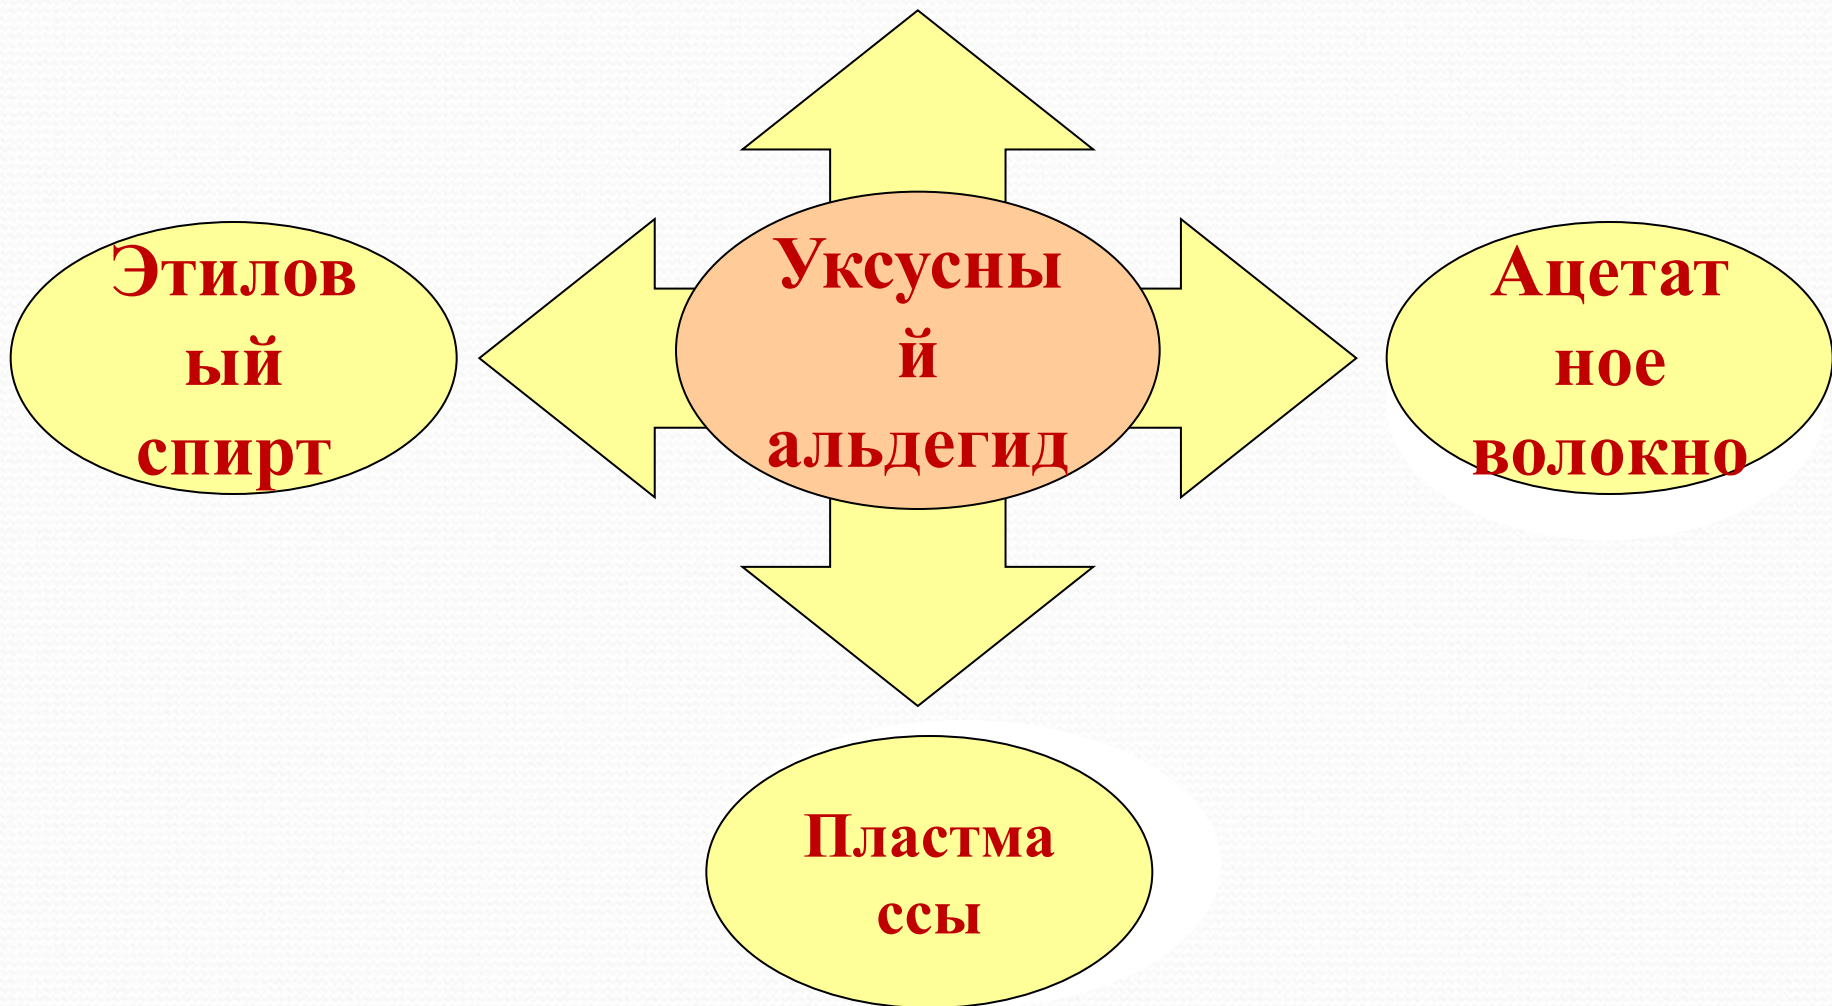 Этилов
ый
спирт
Уксусны
й
альдегид
Ацетат
ное
волокно
Пластма
ссы